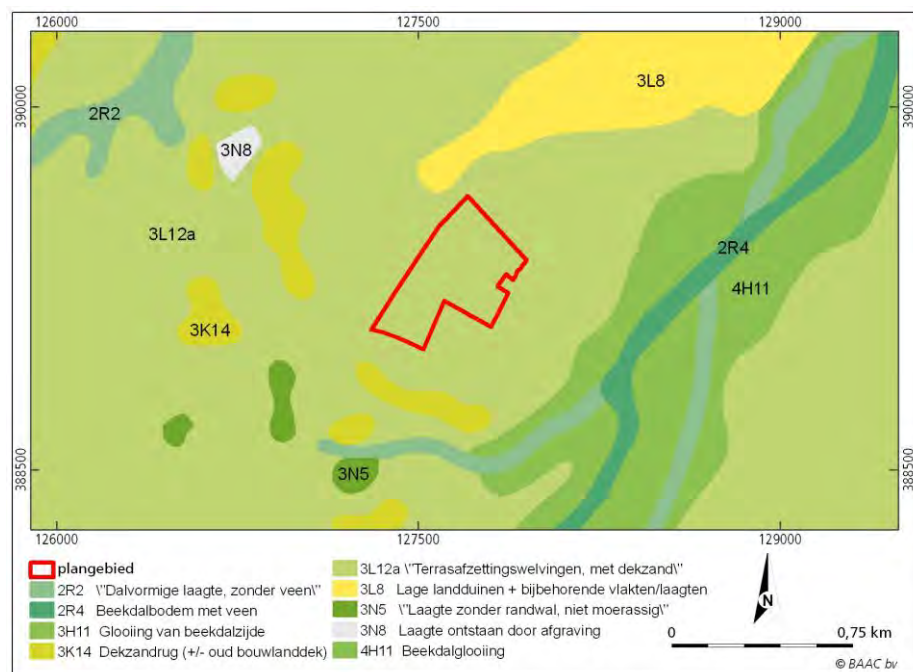 126000 127500 129000
390000 390000
3L8
2R2
3N8
3L12a
2R4
4H11
3K14
3N5
388500 388500
126000 127500 129000
plangebied
2R2 \"Dalvormige laagte, zonder veen\"
2R4 Beekdalbodem met veen
3H11 Glooiing van beekdalzijde
3K14 Dekzandrug (+/- oud bouwlanddek)
3L12a \"Terrasafzettingswelvingen, met dekzand\"
3L8 Lage landduinen + bijbehorende vlakten/laagten
3N5 \"Laagte zonder randwal, niet moerassig\"
3N8 Laagte ontstaan door afgraving
4H11 Beekdalglooiing
N
0 0,75 km
© BAAC bv